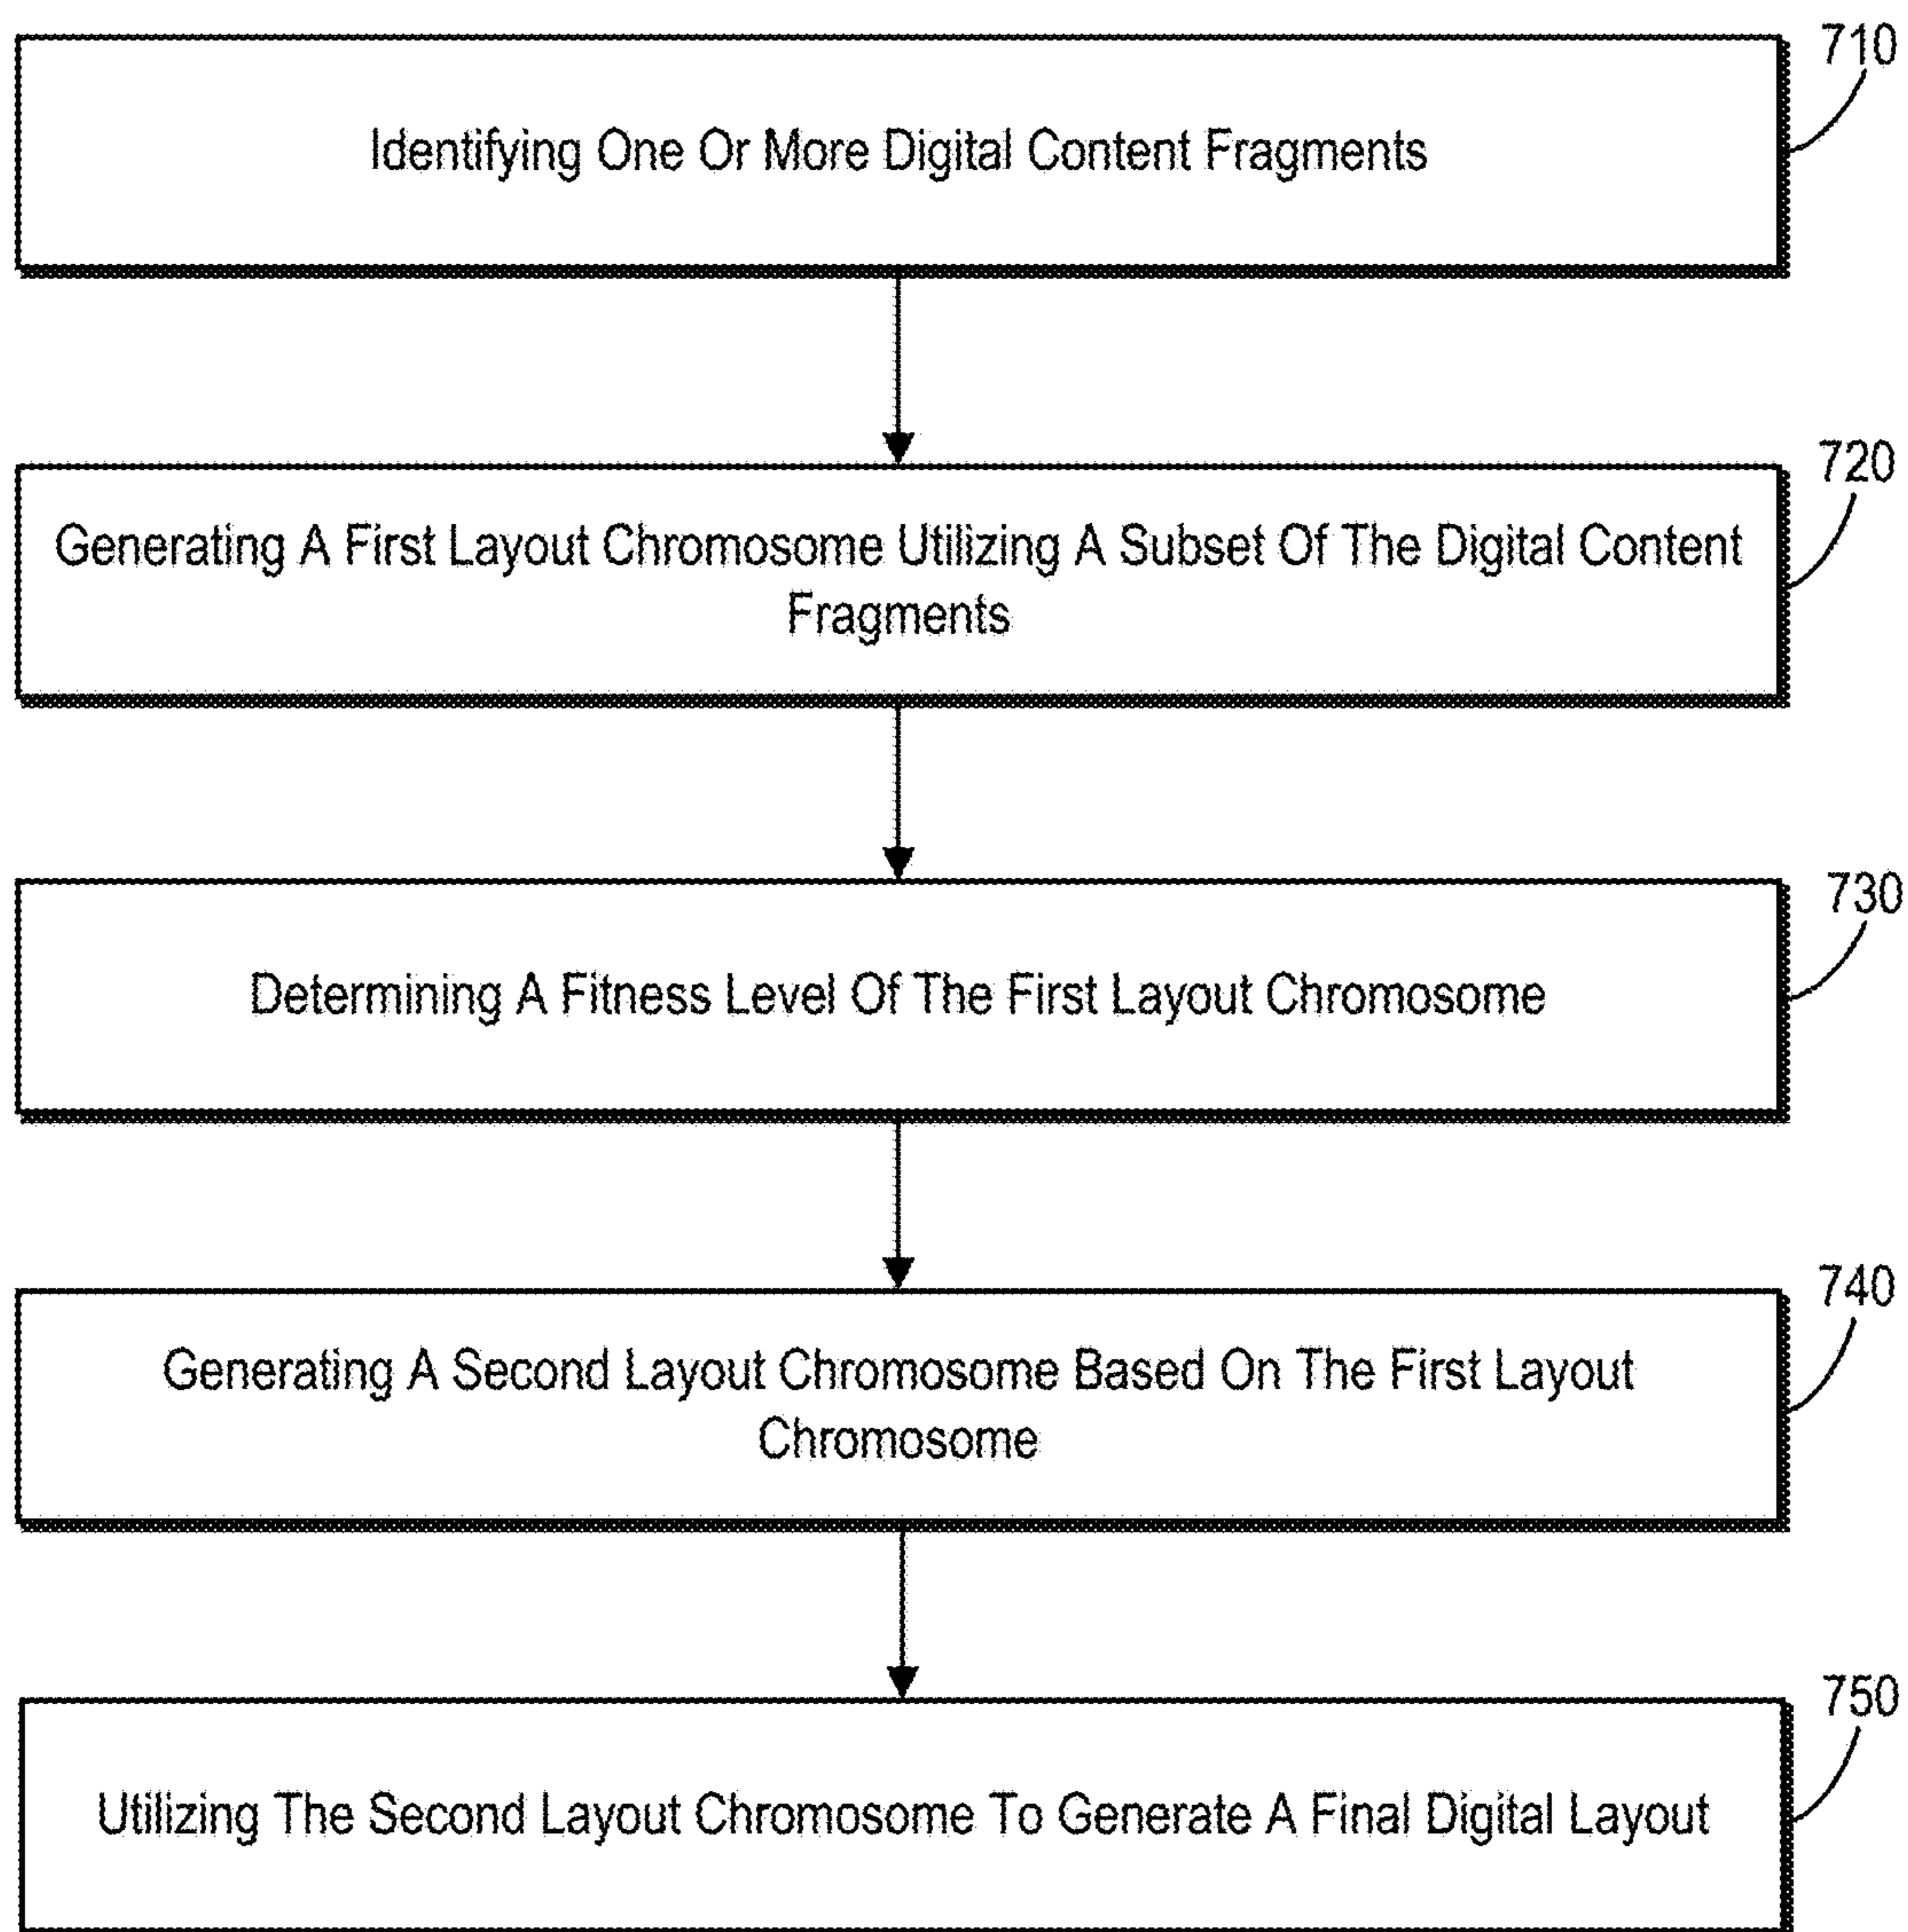 710
Identifying One Or More Digital Content Fragments
720
Generating A First Layout Chromosome Utilizing A Subset Of The Digital Content
Fragments
730
Determining A Fitness Level Of The First Layout Chromosome
740
Generating A Second Layout Chromosome Based On The First Layout
Chromosome
750
Utilizing The Second Layout Chromosome To Generate A Final Digital Layout